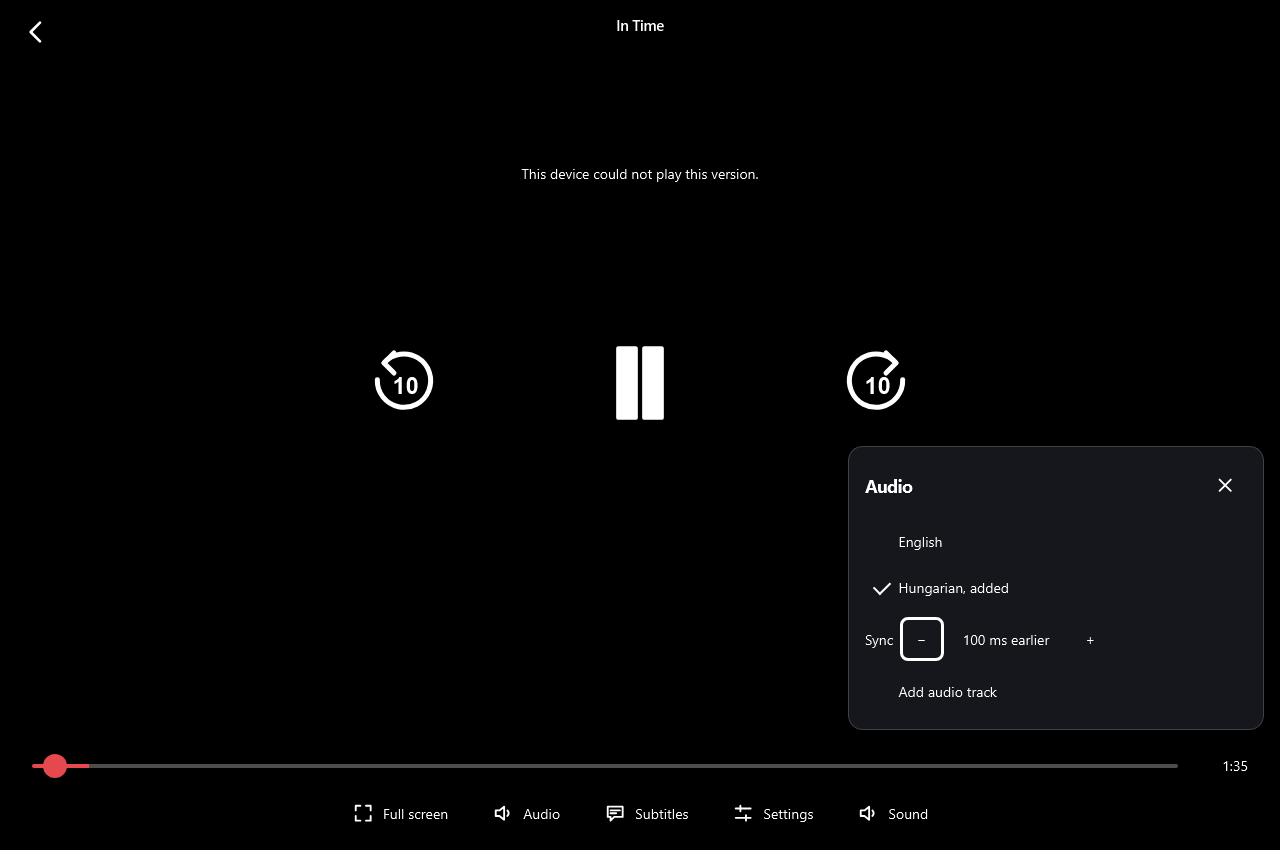 In Time
This device could not play this version.
10
10
Audio
English
Hungarian, added
Sync − 100 ms earlier +
Add audio track
1:35
Full screen Audio Subtitles Settings Sound